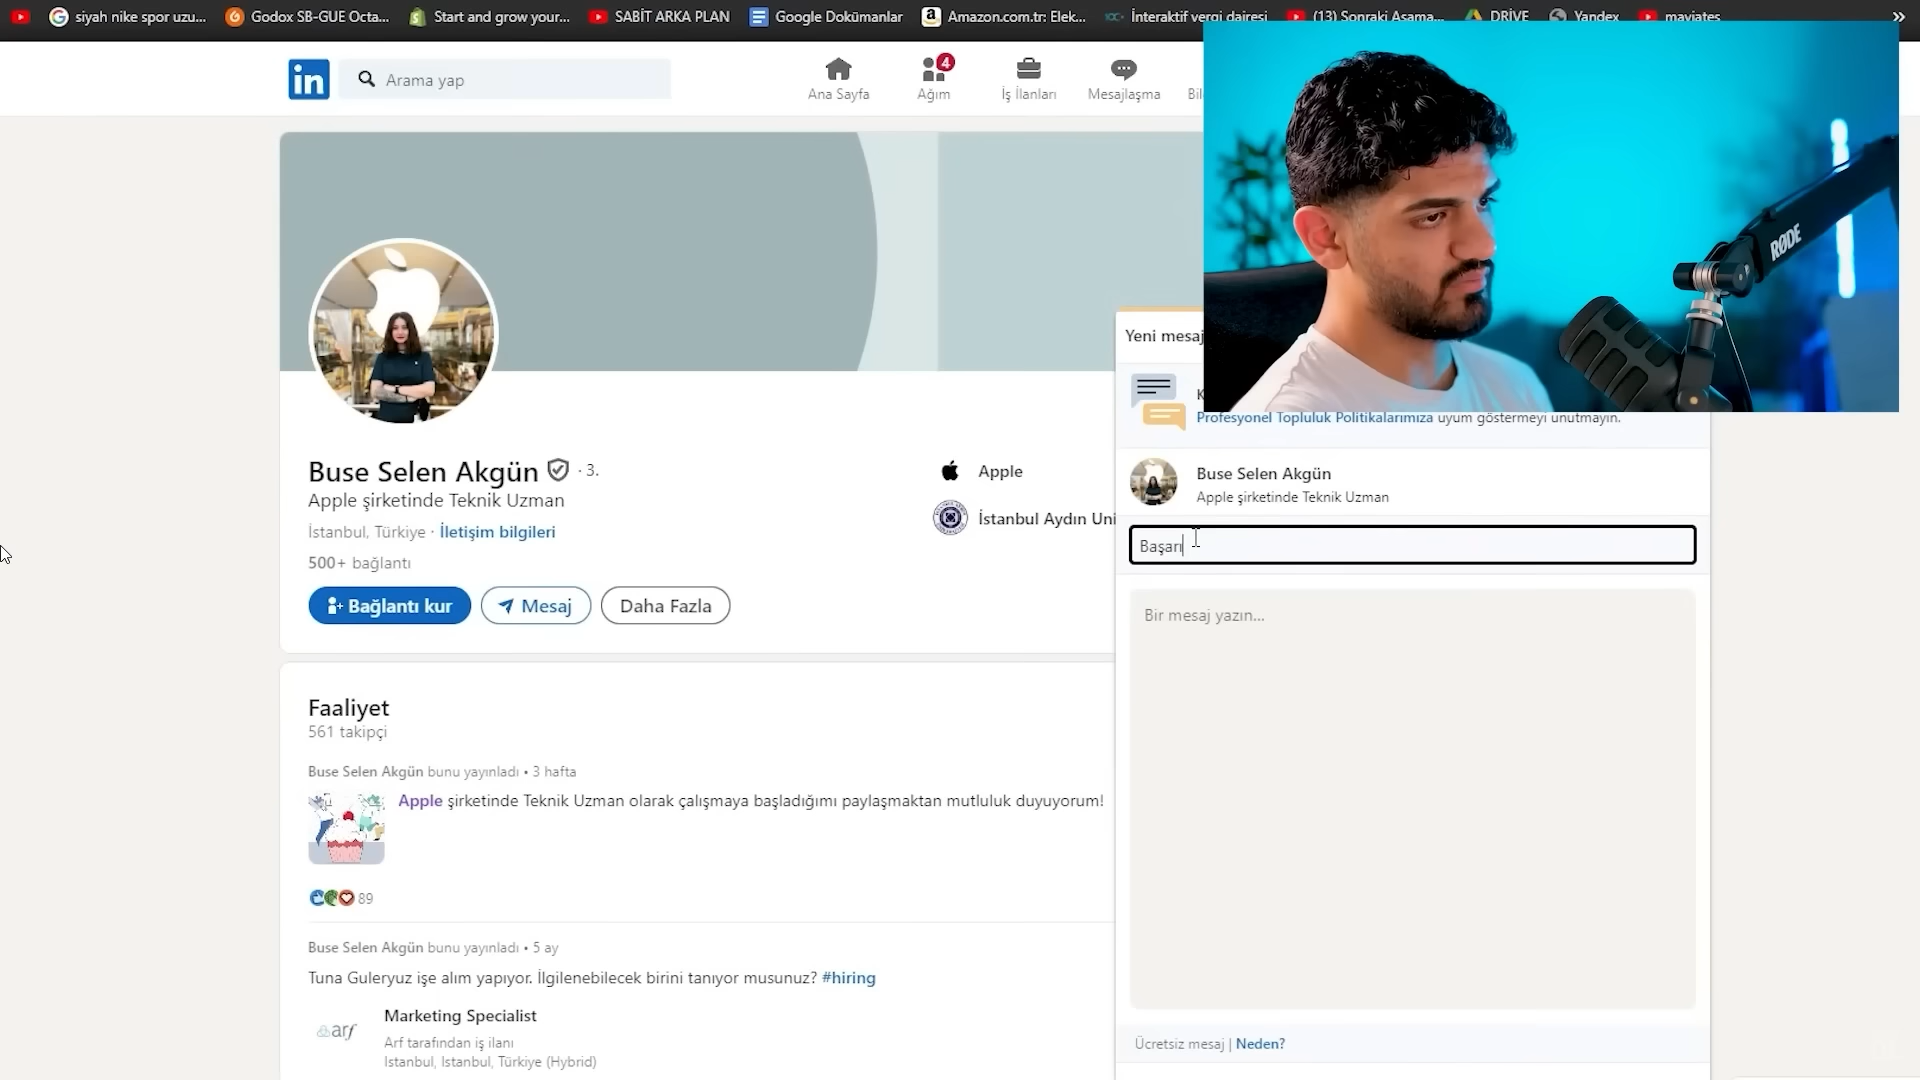 siyah nike spor uzu...
Godox SB-GUE Octa...
Start and grow your...
SABİT ARKA PLAN
Google Dokümanlar
Amazon.com.tr: Elek...
İnteraktif vergi dairesi
(13) Sonraki Aşama...
DRİVE
Yandex
maviates
in
Arama yap
Ana Sayfa
4
Ağım
İş İlanları
Mesajlaşma
Bil
RØDE
Buse Selen Akgün · 3.
Apple şirketinde Teknik Uzman
İstanbul, Türkiye · İletişim bilgileri
500+ bağlantı
Bağlantı kur
Mesaj
Daha Fazla
Apple
İstanbul Aydın Uni
Faaliyet
561 takipçi
Buse Selen Akgün bunu yayınladı • 3 hafta
Apple şirketinde Teknik Uzman olarak çalışmaya başladığımı paylaşmaktan mutluluk duyuyorum!
89
Buse Selen Akgün bunu yayınladı • 5 ay
Tuna Guleryuz işe alım yapıyor. İlgilenebilecek birini tanıyor musunuz? #hiring
arf
Marketing Specialist
Arf tarafından iş ilanı
Istanbul, Istanbul, Türkiye (Hybrid)
Yeni mesaj
Profesyonel Topluluk Politikalarımıza uyum göstermeyi unutmayın.
Buse Selen Akgün
Apple şirketinde Teknik Uzman
Başarı
Bir mesaj yazın...
Ücretsiz mesaj | Neden?